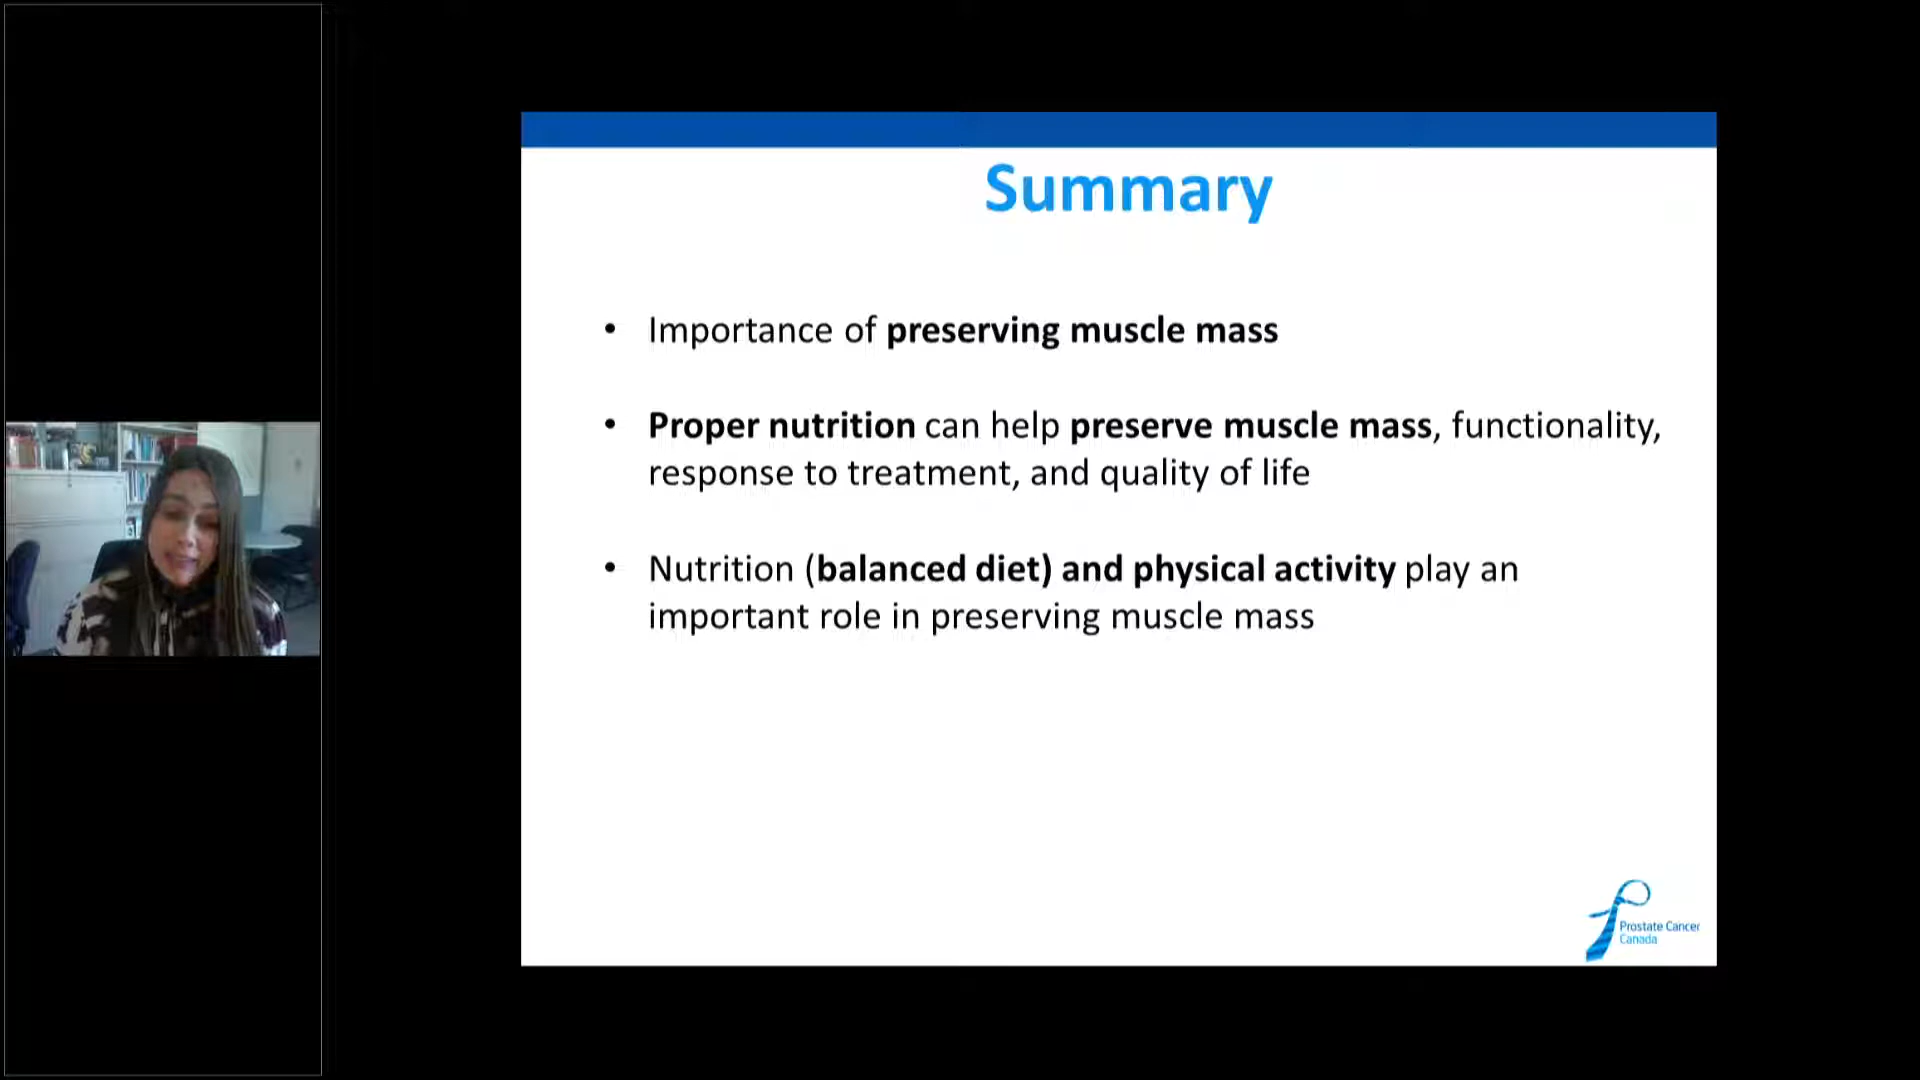 Summary
• Importance of preserving muscle mass
• Proper nutrition can help preserve muscle mass, functionality,
response to treatment, and quality of life
• Nutrition (balanced diet) and physical activity play an
important role in preserving muscle mass
Prostate Cancer
Canada